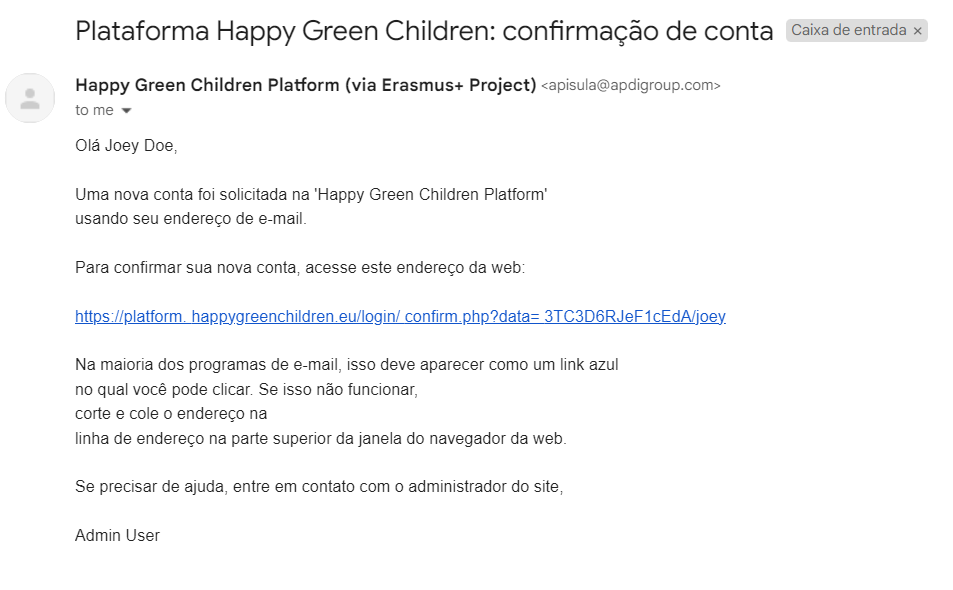 Plataforma Happy Green Children: confirmação de conta Caixa de entrada ×
Happy Green Children Platform (via Erasmus+ Project) <apisula@apdigroup.com>
to me
Olá Joey Doe,
Uma nova conta foi solicitada na 'Happy Green Children Platform'
usando seu endereço de e-mail.
Para confirmar sua nova conta, acesse este endereço da web:
https://platform. happygreenchildren.eu/login/ confirm.php?data= 3TC3D6RJeF1cEdA/joey
Na maioria dos programas de e-mail, isso deve aparecer como um link azul
no qual você pode clicar. Se isso não funcionar,
corte e cole o endereço na
linha de endereço na parte superior da janela do navegador da web.
Se precisar de ajuda, entre em contato com o administrador do site,
Admin User